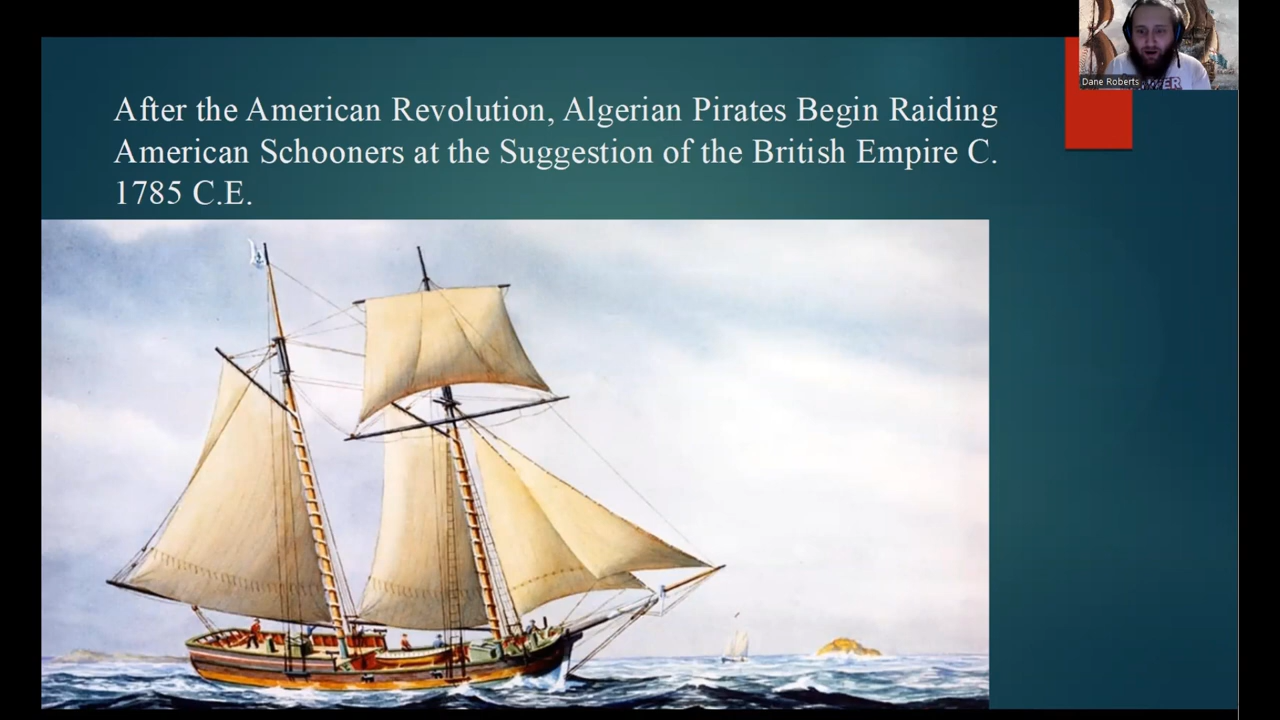 After the American Revolution, Algerian Pirates Begin Raiding
American Schooners at the Suggestion of the British Empire C.
1785 C.E.
Dane Roberts